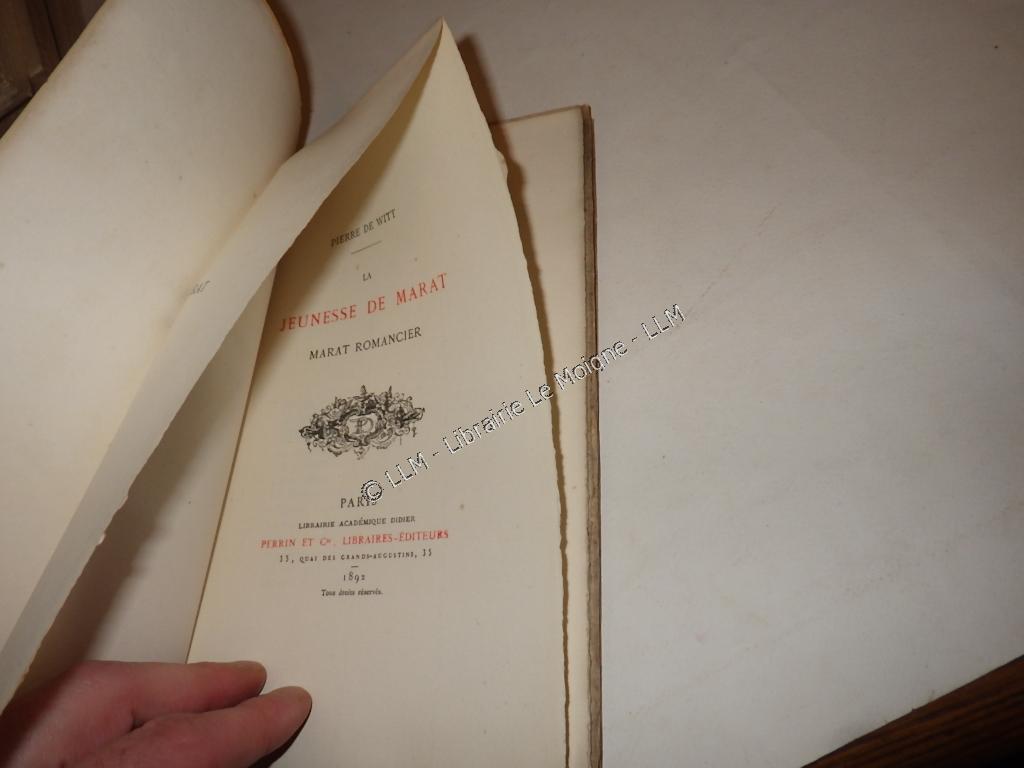 PIERRE DE WITT
LA
JEUNESSE DE MARAT
MARAT ROMANCIER
PARIS
LIBRAIRIE ACADÉMIQUE DIDIER
PERRIN ET Cie, LIBRAIRES-ÉDITEURS
35, QUAI DES GRANDS-AUGUSTINS, 35
1892
Tous droits réservés.
© LLM - Librairie Le Moigne - LLM